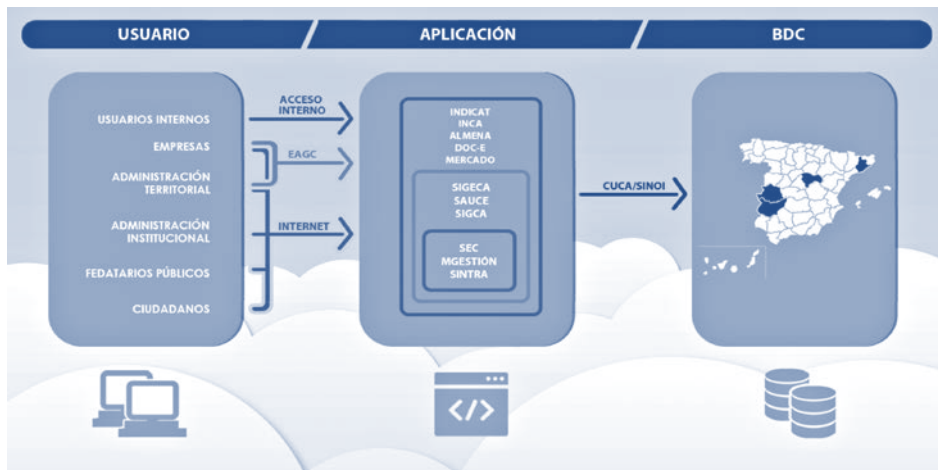 USUARIO
APLICACIÓN
BDC
USUARIOS INTERNOS
EMPRESAS
ADMINISTRACIÓN
TERRITORIAL
ADMINISTRACIÓN
INSTITUCIONAL
FEDATARIOS PÚBLICOS
CIUDADANOS
ACCESO
INTERNO
EAGC
INTERNET
INDICAT
INCA
ALMENA
DOC-E
MERCADO
SIGECA
SAUCE
SIGCA
SEC
MGESTIÓN
SINTRA
CUCA/SINOI